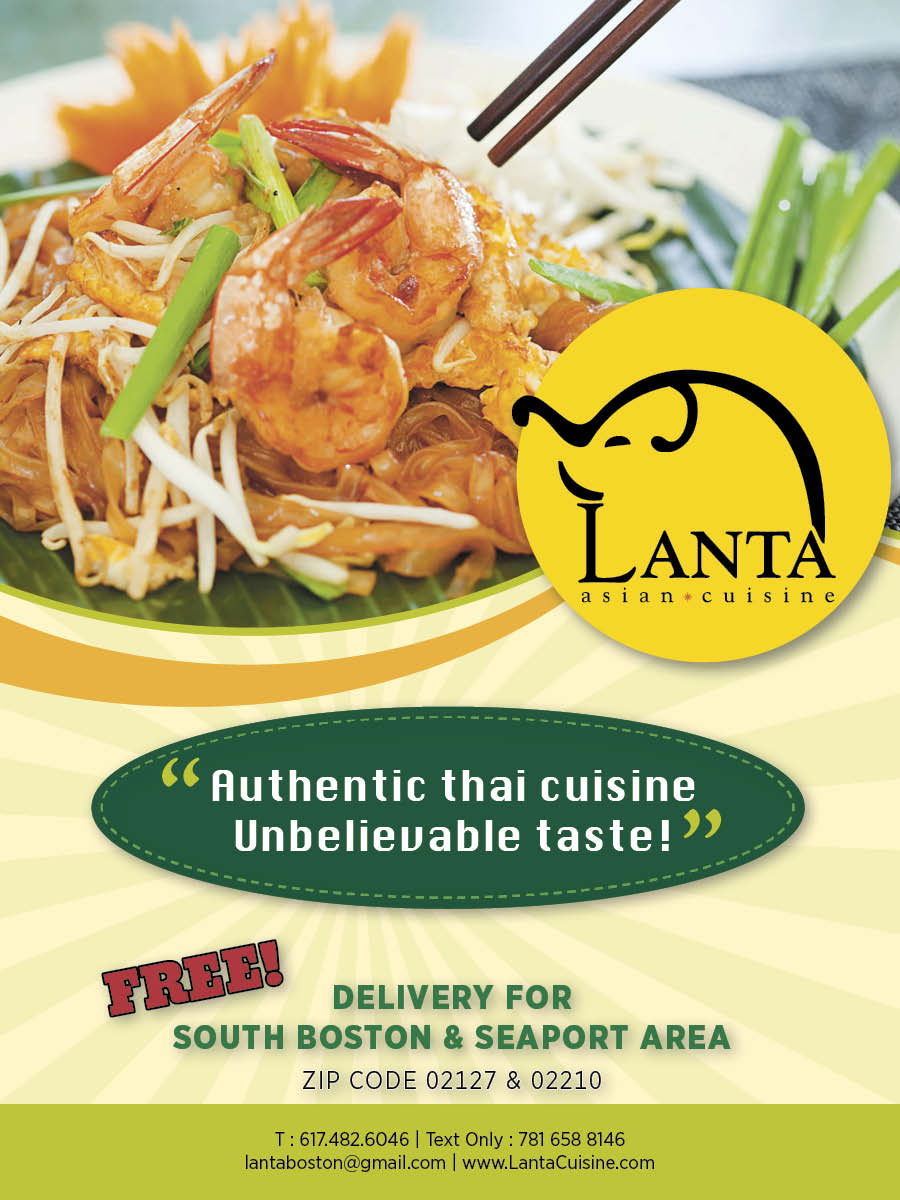 LANTA
asian cuisine
“Authentic thai cuisine
Unbelievable taste!”
FREE!
DELIVERY FOR
SOUTH BOSTON & SEAPORT AREA
ZIP CODE 02127 & 02210
T : 617.482.6046 | Text Only : 781 658 8146
lantaboston@gmail.com | www.LantaCuisine.com